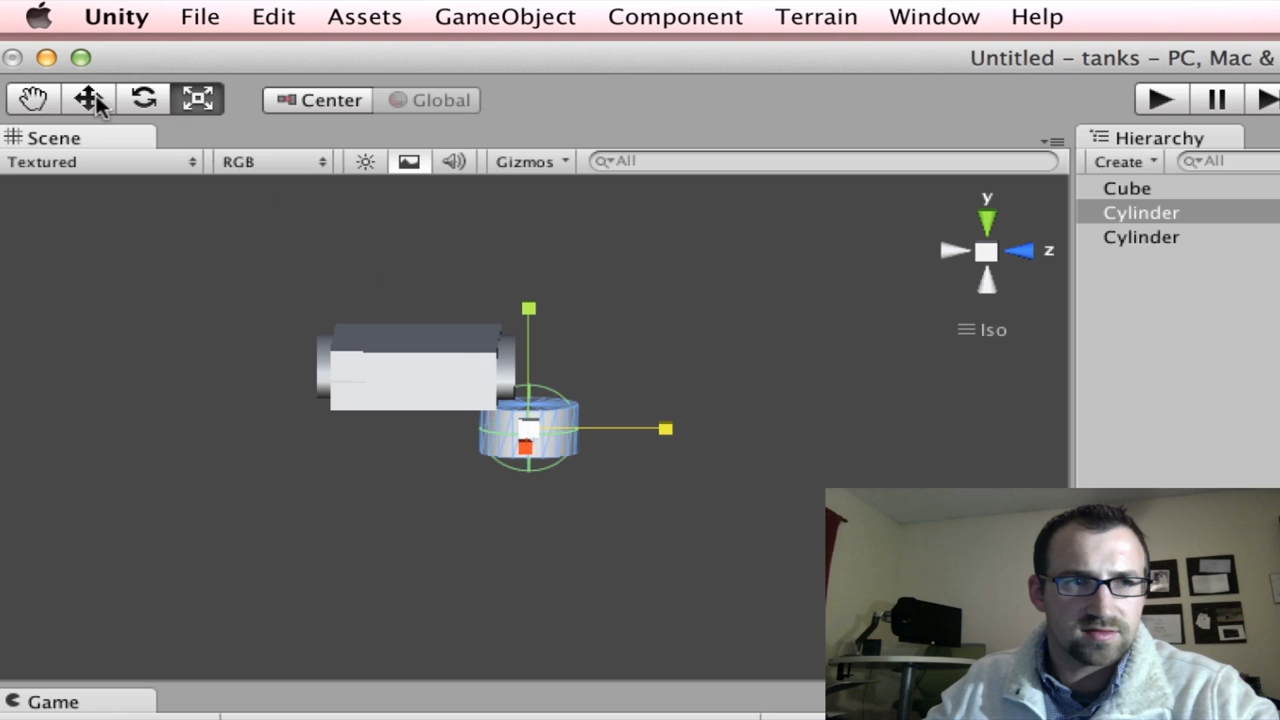 Unity File Edit Assets GameObject Component Terrain Window Help
Untitled – tanks – PC, Mac &
Center Global
Scene
Hierarchy
Textured RGB Gizmos All
Create All
Cube
Cylinder
Cylinder
y
z
Iso
Game